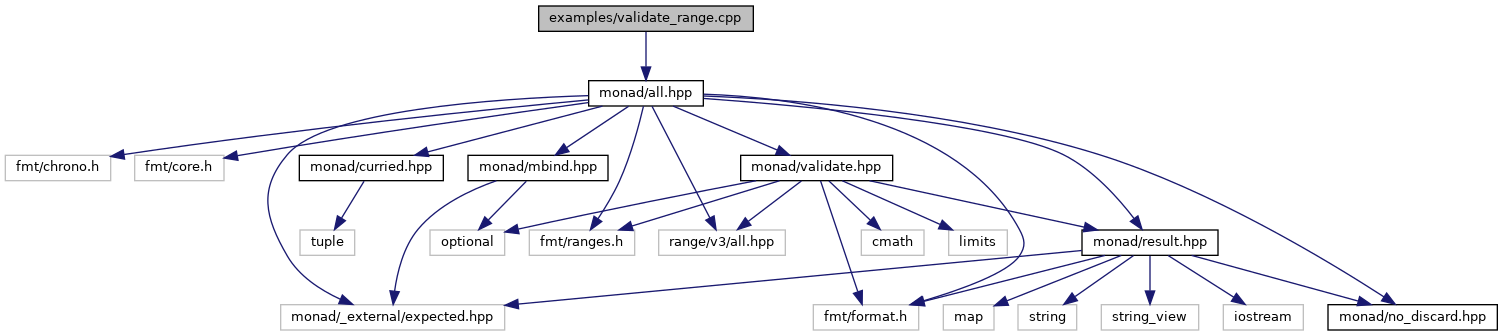 examples/validate_range.cpp
monad/all.hpp
fmt/chrono.h
fmt/core.h
monad/curried.hpp
monad/mbind.hpp
monad/validate.hpp
tuple
optional
fmt/ranges.h
range/v3/all.hpp
cmath
limits
monad/result.hpp
monad/_external/expected.hpp
fmt/format.h
map
string
string_view
iostream
monad/no_discard.hpp